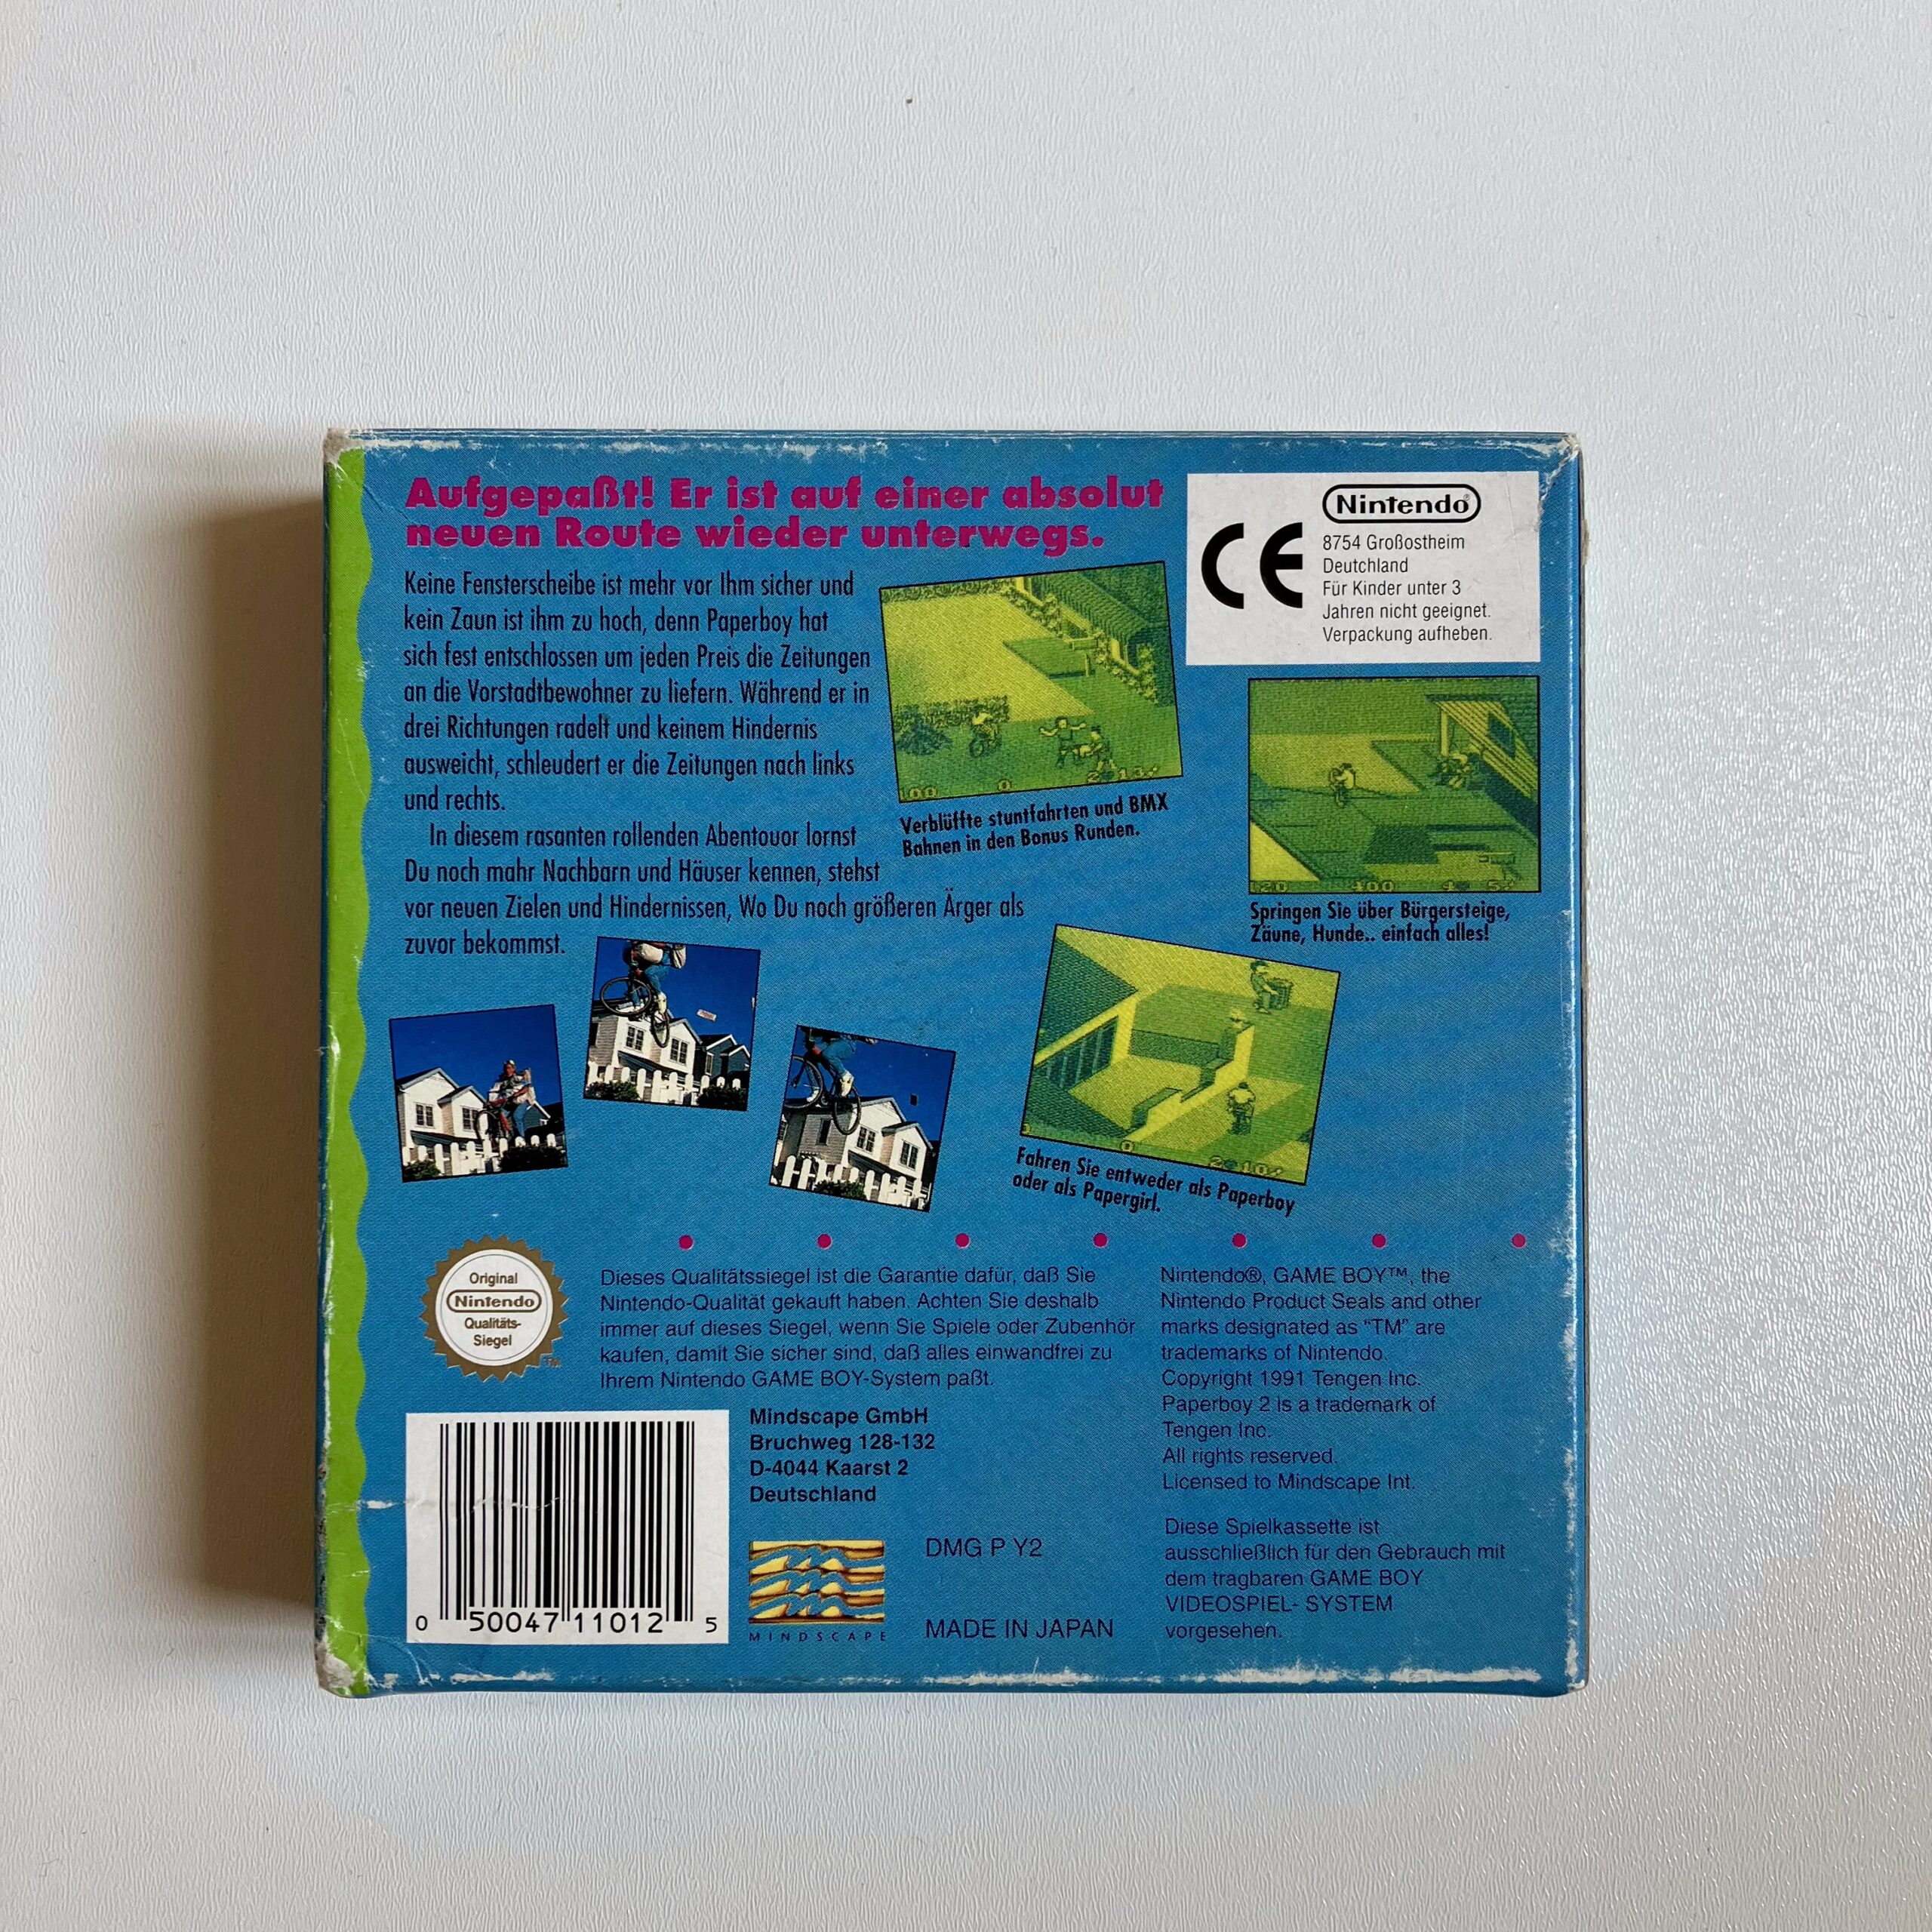 Aufgepaßt! Er ist auf einer absolut
neuen Route wieder unterwegs.
Keine Fensterscheibe ist mehr vor Ihm sicher und
kein Zaun ist ihm zu hoch, denn Paperboy hat
sich fest entschlossen um jeden Preis die Zeitungen
an die Vorstadtbewohner zu liefern. Während er in
drei Richtungen radelt und keinem Hindernis
ausweicht, schleudert er die Zeitungen nach links
und rechts.
In diesem rasanten rollenden Abentouor lornst
Du noch mahr Nachbarn und Häuser kennen, stehst
vor neuen Zielen und Hindernissen, Wo Du noch größeren Ärger als
zuvor bekommst.
CE
Nintendo®
8754 Großostheim
Deutchland
Für Kinder unter 3
Jahren nicht geeignet.
Verpackung aufheben.
Verblüffte stuntfahrten und BMX
Bahnen in den Bonus Runden.
Springen Sie über Bürgersteige,
Zäune, Hunde.. einfach alles!
Fahren Sie entweder als Paperboy
oder als Papergirl.
Original
Nintendo
Qualitäts-
Siegel
TM
Dieses Qualitätssiegel ist die Garantie dafür, daß Sie
Nintendo-Qualität gekauft haben. Achten Sie deshalb
immer auf dieses Siegel, wenn Sie Spiele oder Zubenhör
kaufen, damit Sie sicher sind, daß alles einwandfrei zu
Ihrem Nintendo GAME BOY-System paßt.
Nintendo®, GAME BOY™, the
Nintendo Product Seals and other
marks designated as “TM” are
trademarks of Nintendo.
Copyright 1991 Tengen Inc.
Paperboy 2 is a trademark of
Tengen Inc.
All rights reserved.
Licensed to Mindscape Int.
Diese Spielkassette ist
ausschließlich für den Gebrauch mit
dem tragbaren GAME BOY
VIDEOSPIEL- SYSTEM
vorgesehen.
Mindscape GmbH
Bruchweg 128-132
D-4044 Kaarst 2
Deutschland
MINDSCAPE
DMG P Y2
MADE IN JAPAN
0 50047 11012 5